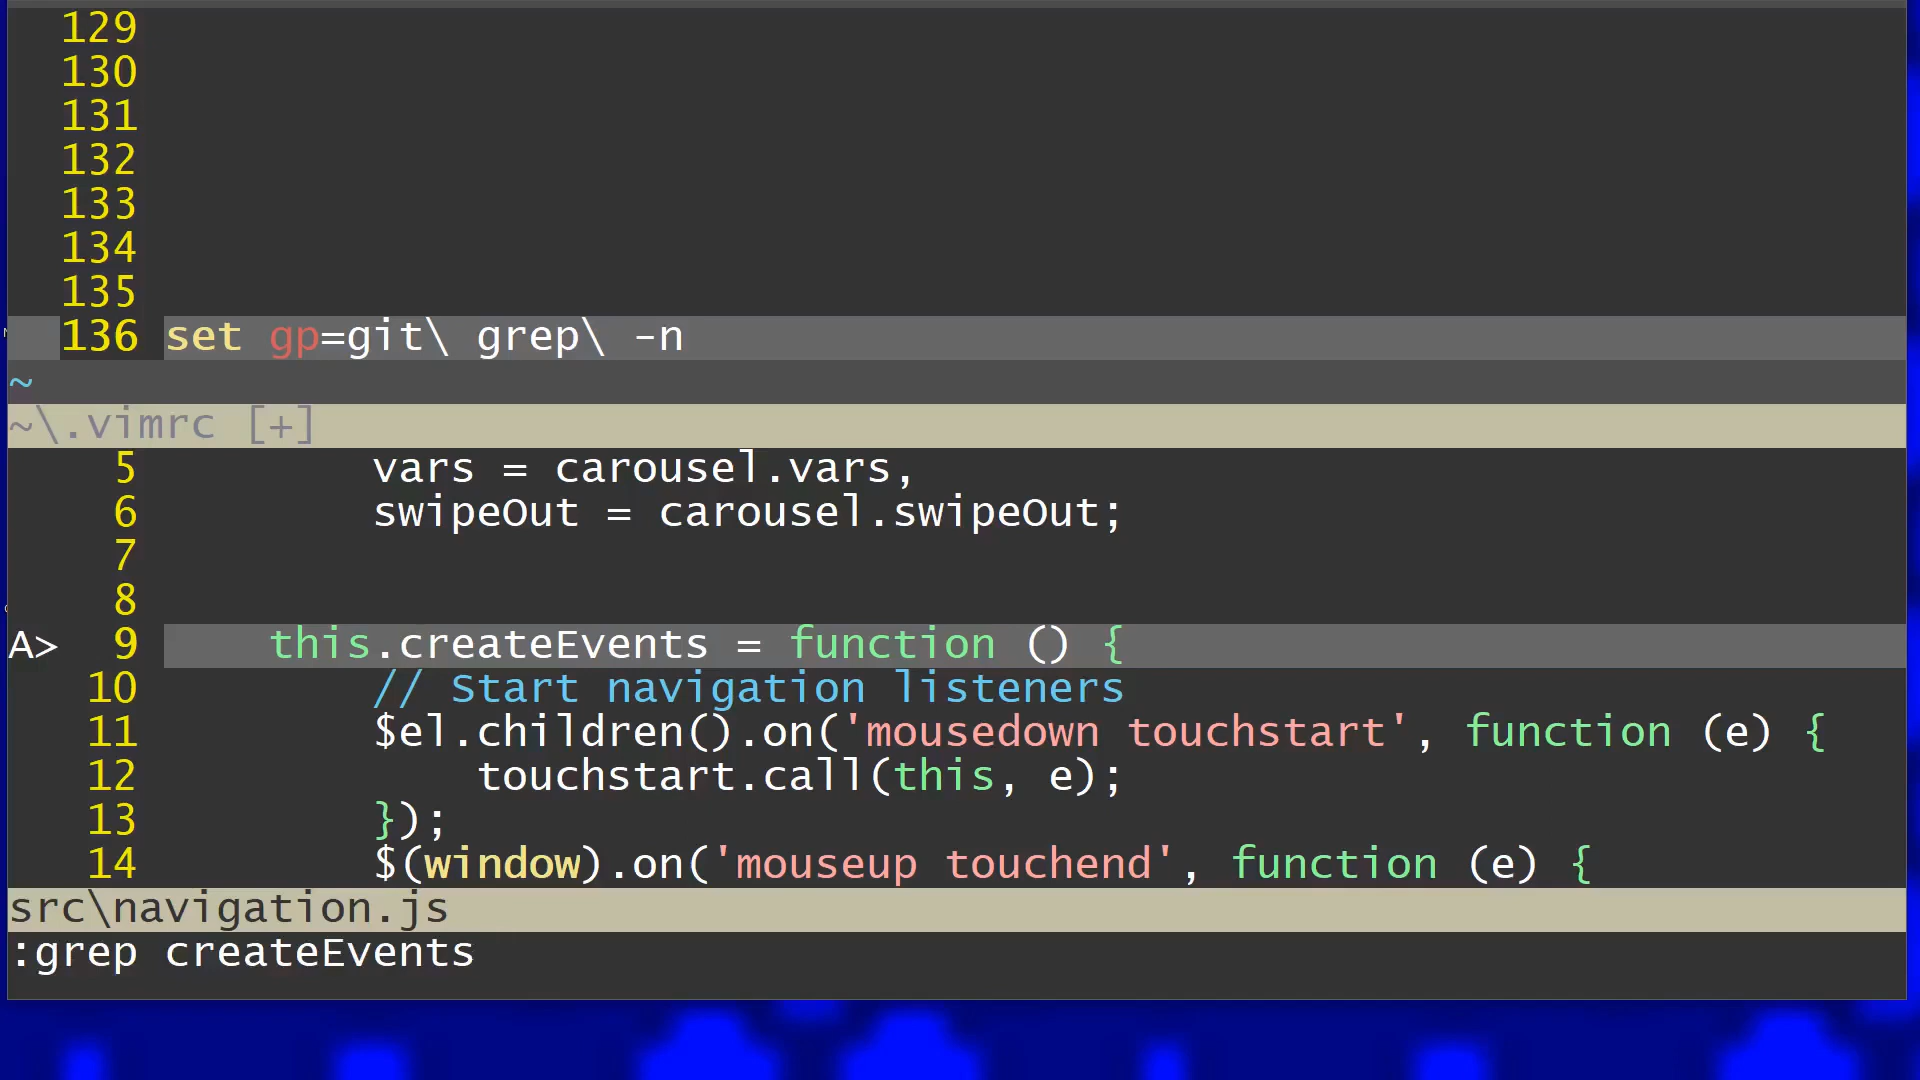 129
130
131
132
133
134
135
136 set gp=git\ grep\ -n
~
~\.vimrc [+]
5 vars = carousel.vars,
6 swipeOut = carousel.swipeOut;
7
8
A> 9 this.createEvents = function () {
10 // Start navigation listeners
11 $el.children().on('mousedown touchstart', function (e) {
12 touchstart.call(this, e);
13 });
14 $(window).on('mouseup touchend', function (e) {
src\navigation.js
:grep createEvents